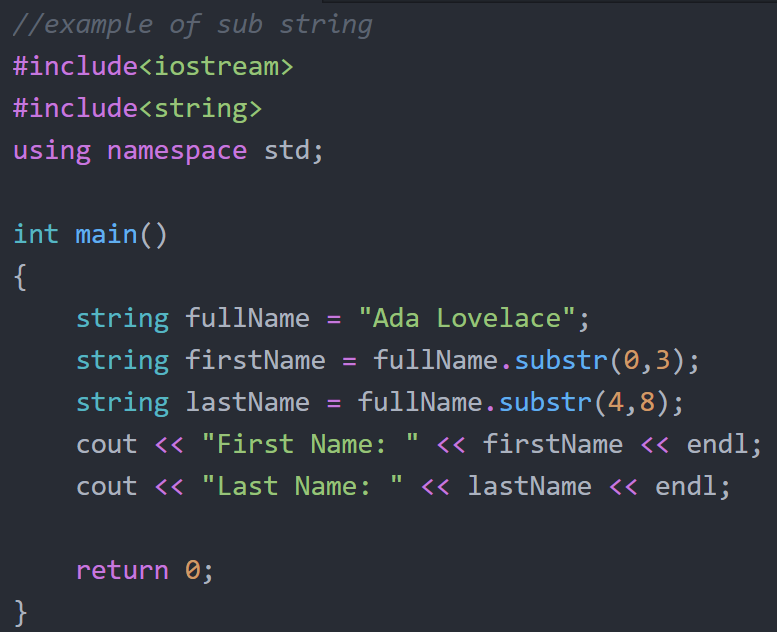 //example of sub string
#include<iostream>
#include<string>
using namespace std;

int main()
{
    string fullName = "Ada Lovelace";
    string firstName = fullName.substr(0,3);
    string lastName = fullName.substr(4,8);
    cout << "First Name: " << firstName << endl;
    cout << "Last Name: " << lastName << endl;

    return 0;
}